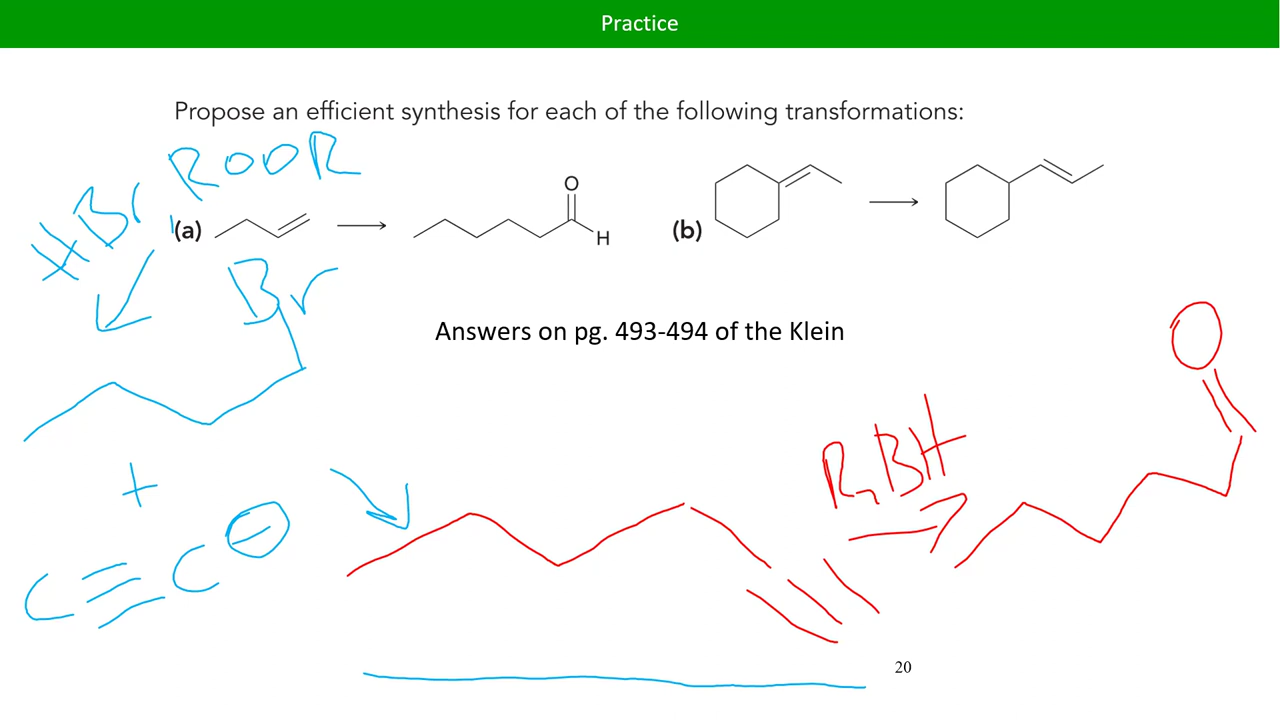 Practice
Propose an efficient synthesis for each of the following transformations:
HBr ROOR
(a)
O
H
(b)
Br
Answers on pg. 493-494 of the Klein
O
+
C≡C⊖
R₂BH
20